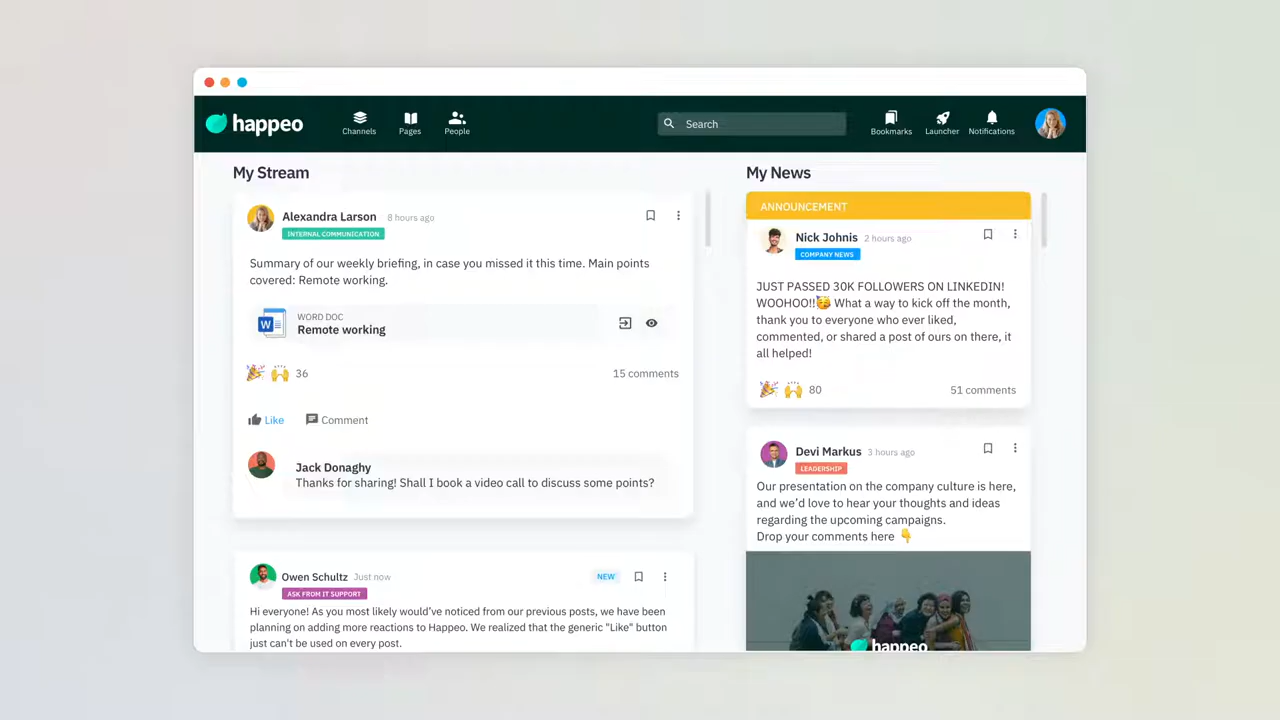 happeo
Channels
Pages
People
Search
Bookmarks
Launcher
Notifications
My Stream
Alexandra Larson 8 hours ago
INTERNAL COMMUNICATION
Summary of our weekly briefing, in case you missed it this time. Main points
covered: Remote working.
W
WORD DOC
Remote working
36
15 comments
Like
Comment
Jack Donaghy
Thanks for sharing! Shall I book a video call to discuss some points?
Owen Schultz Just now
NEW
ASK FROM IT SUPPORT
Hi everyone! As you most likely would’ve noticed from our previous posts, we have been
planning on adding more reactions to Happeo. We realized that the generic "Like" button
just can't be used on every post.
My News
ANNOUNCEMENT
Nick Johnis 2 hours ago
COMPANY NEWS
JUST PASSED 30K FOLLOWERS ON LINKEDIN!
WOOHOO!!🥳 What a way to kick off the month,
thank you to everyone who ever liked,
commented, or shared a post of ours on there, it
all helped!
80
51 comments
Devi Markus 3 hours ago
LEADERSHIP
Our presentation on the company culture is here,
and we’d love to hear your thoughts and ideas
regarding the upcoming campaigns.
Drop your comments here 👇
happeo